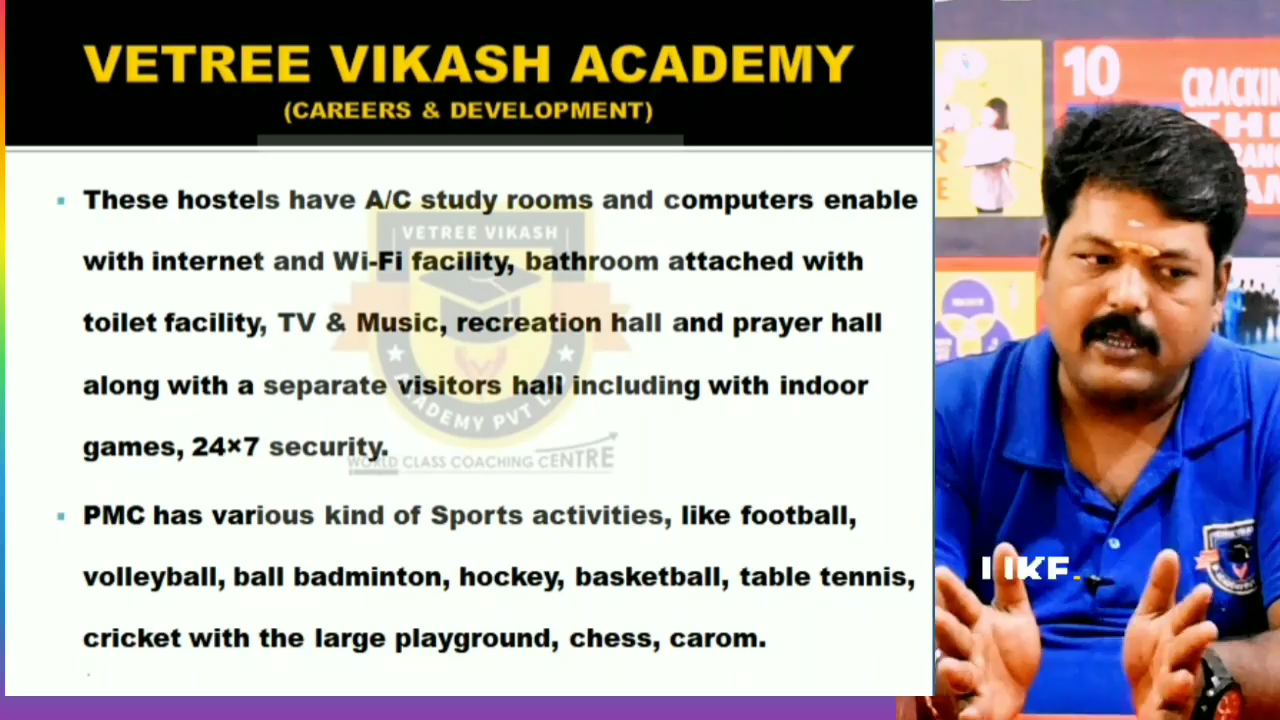 VETREE VIKASH ACADEMY
(CAREERS & DEVELOPMENT)
These hostels have A/C study rooms and computers enable
with internet and Wi-Fi facility, bathroom attached with
toilet facility, TV & Music, recreation hall and prayer hall
along with a separate visitors hall including with indoor
games, 24×7 security.
PMC has various kind of Sports activities, like football,
volleyball, ball badminton, hockey, basketball, table tennis,
cricket with the large playground, chess, carom.
VETREE VIKASH
ACADEMY PVT
WORLD CLASS COACHING CENTRE
10